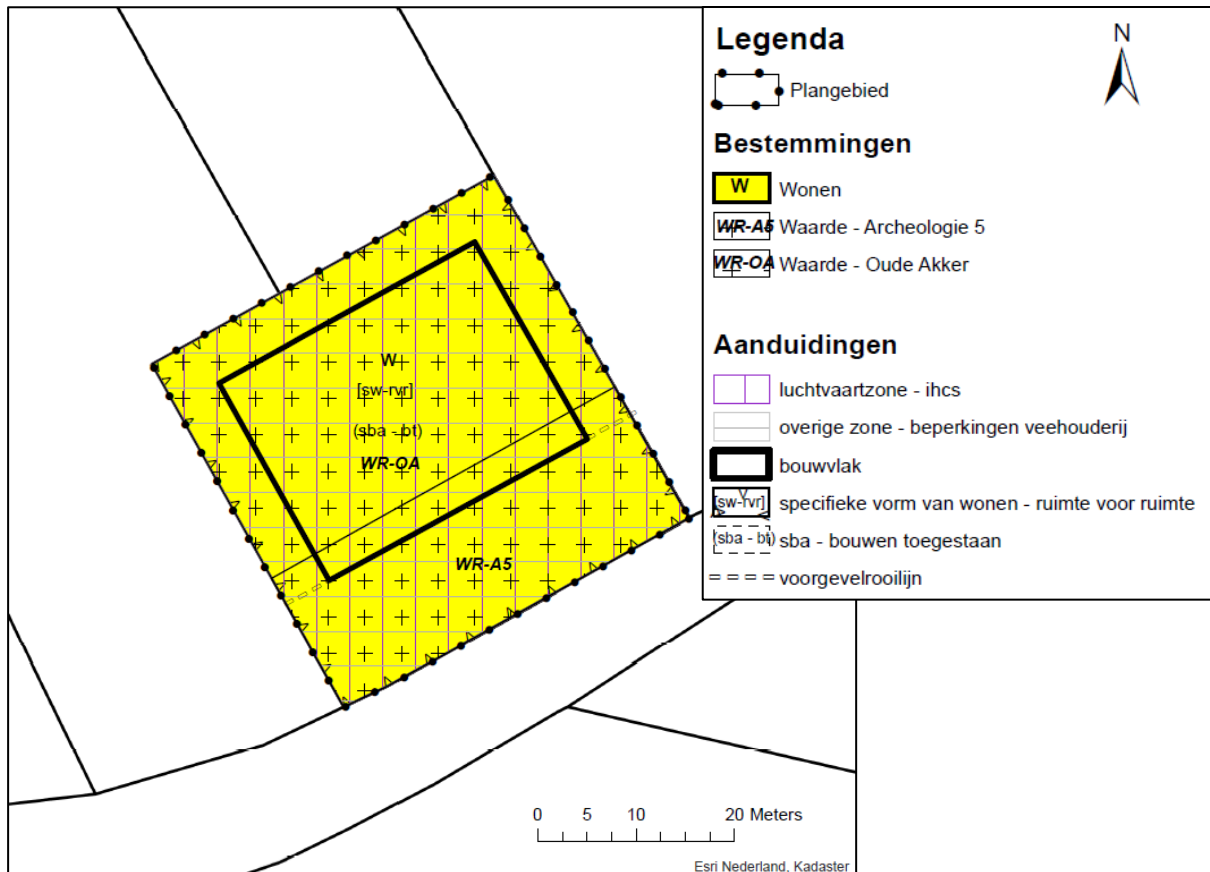 Legenda
N
Plangebied
Bestemmingen
W Wonen
WR-A5 Waarde - Archeologie 5
WR-OA Waarde - Oude Akker
Aanduidingen
luchtvaartzone - ihcs
overige zone - beperkingen veehouderij
bouwvlak
[sw-rvr] specifieke vorm van wonen - ruimte voor ruimte
(sba - bt) sba - bouwen toegestaan
voorgevelrooilijn
W
[sw-rvr]
(sba - bt)
WR-OA
WR-A5
0 5 10 20 Meters
Esri Nederland, Kadaster